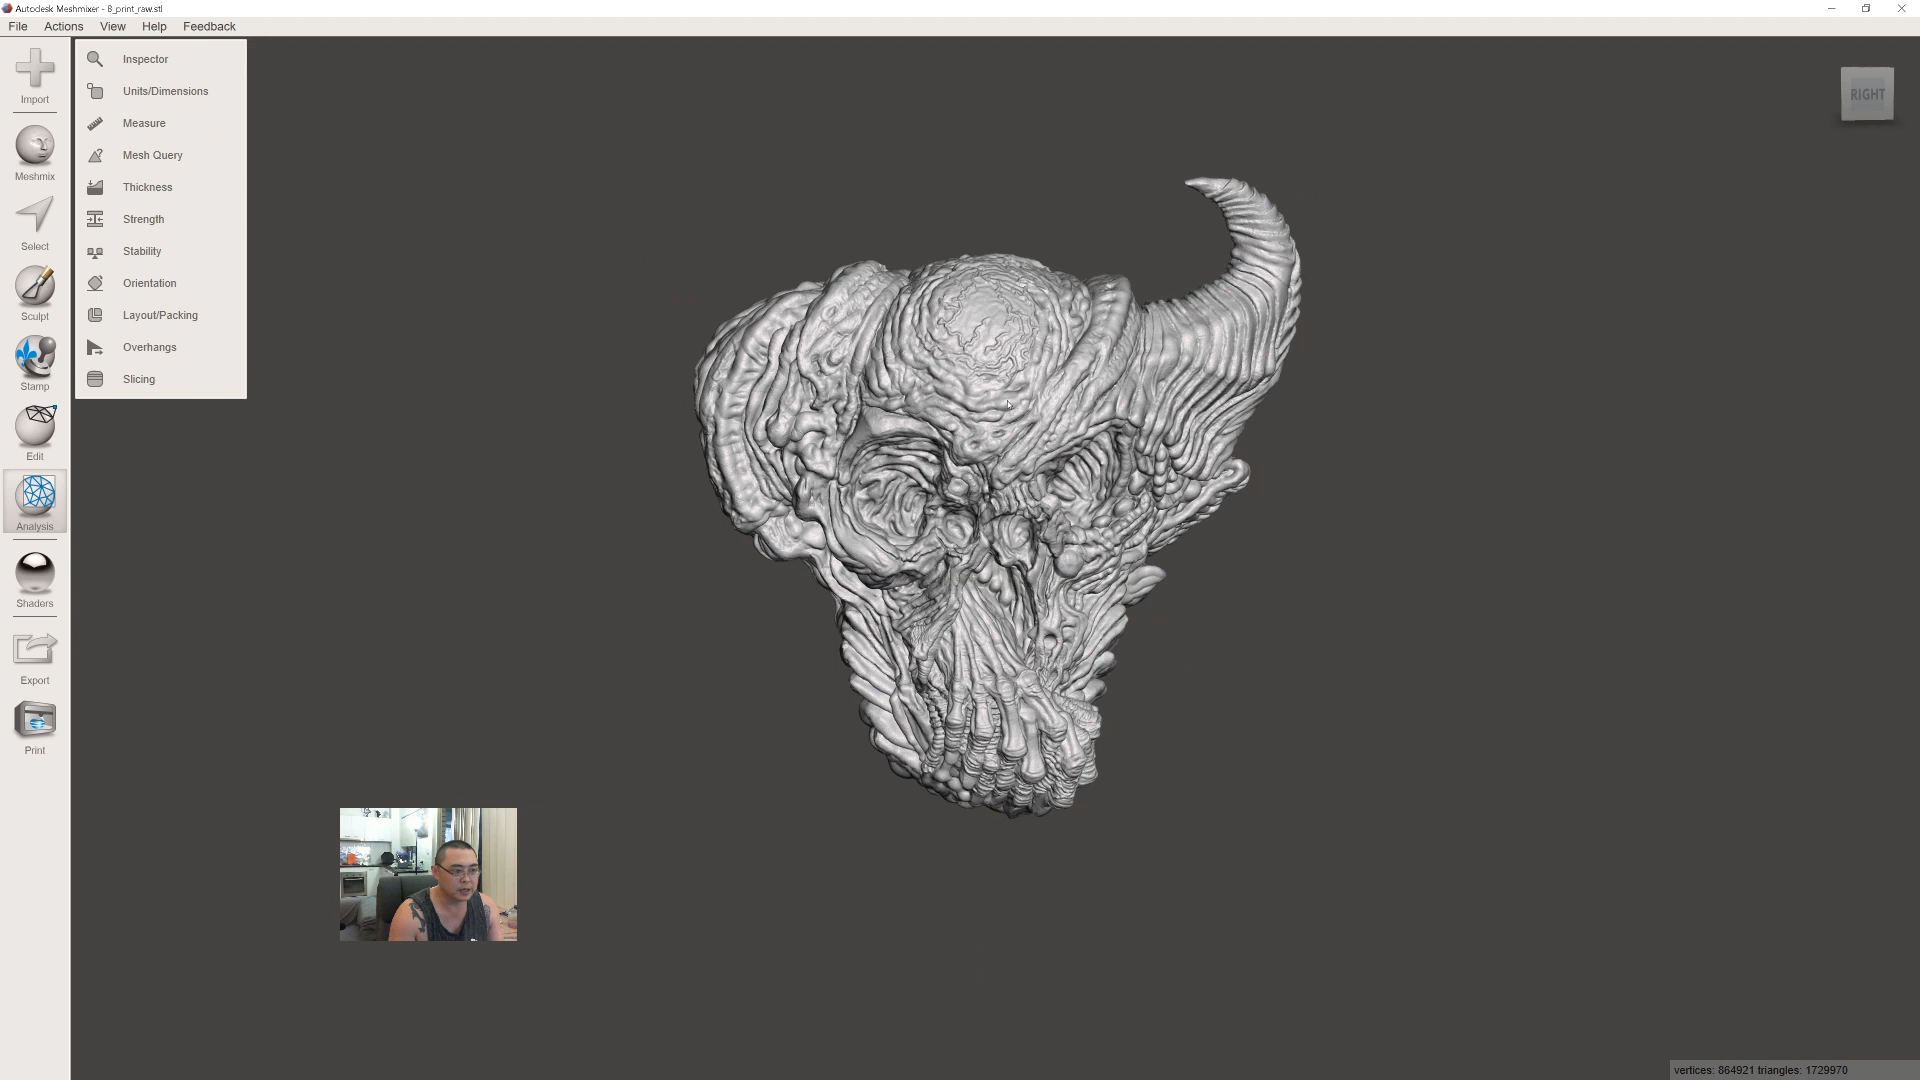 Autodesk Meshmixer - 8_print_raw.stl
File Actions View Help Feedback
Import
Meshmix
Select
Sculpt
Stamp
Edit
Analysis
Shaders
Export
Print
Inspector
Units/Dimensions
Measure
Mesh Query
Thickness
Strength
Stability
Orientation
Layout/Packing
Overhangs
Slicing
RIGHT
vertices: 864921 triangles: 1729970